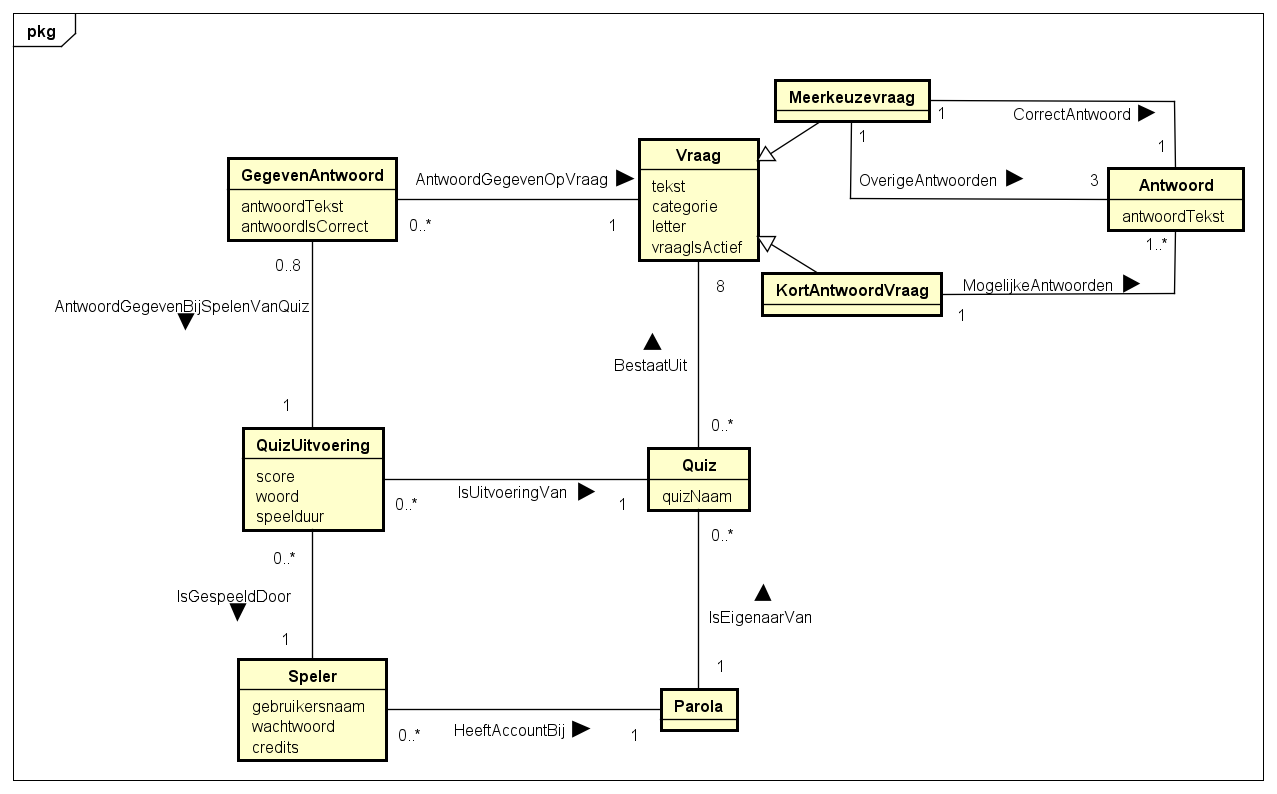 pkg
Meerkeuzevraag
1
CorrectAntwoord
1
1
OverigeAntwoorden
3
Vraag
tekst
categorie
letter
vraagIsActief
Antwoord
antwoordTekst
1..*
GegevenAntwoord
antwoordTekst
antwoordIsCorrect
AntwoordGegevenOpVraag
0..*
1
KortAntwoordVraag
MogelijkeAntwoorden
1
0..8
AntwoordGegevenBijSpelenVanQuiz
1
8
BestaatUit
0..*
QuizUitvoering
score
woord
speelduur
0..*
IsUitvoeringVan
1
Quiz
quizNaam
0..*
IsGespeeldDoor
1
0..*
IsEigenaarVan
1
Speler
gebruikersnaam
wachtwoord
credits
0..*
HeeftAccountBij
1
Parola